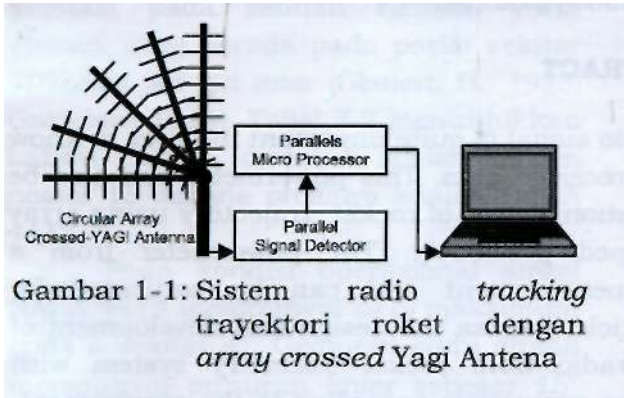 RACT
Parallels
Micro Processor
Circular Array
Crossed-YAGI Antenna
Parallel
Signal Detector
Gambar 1-1: Sistem radio tracking
trayektori roket dengan
array crossed Yagi Antena